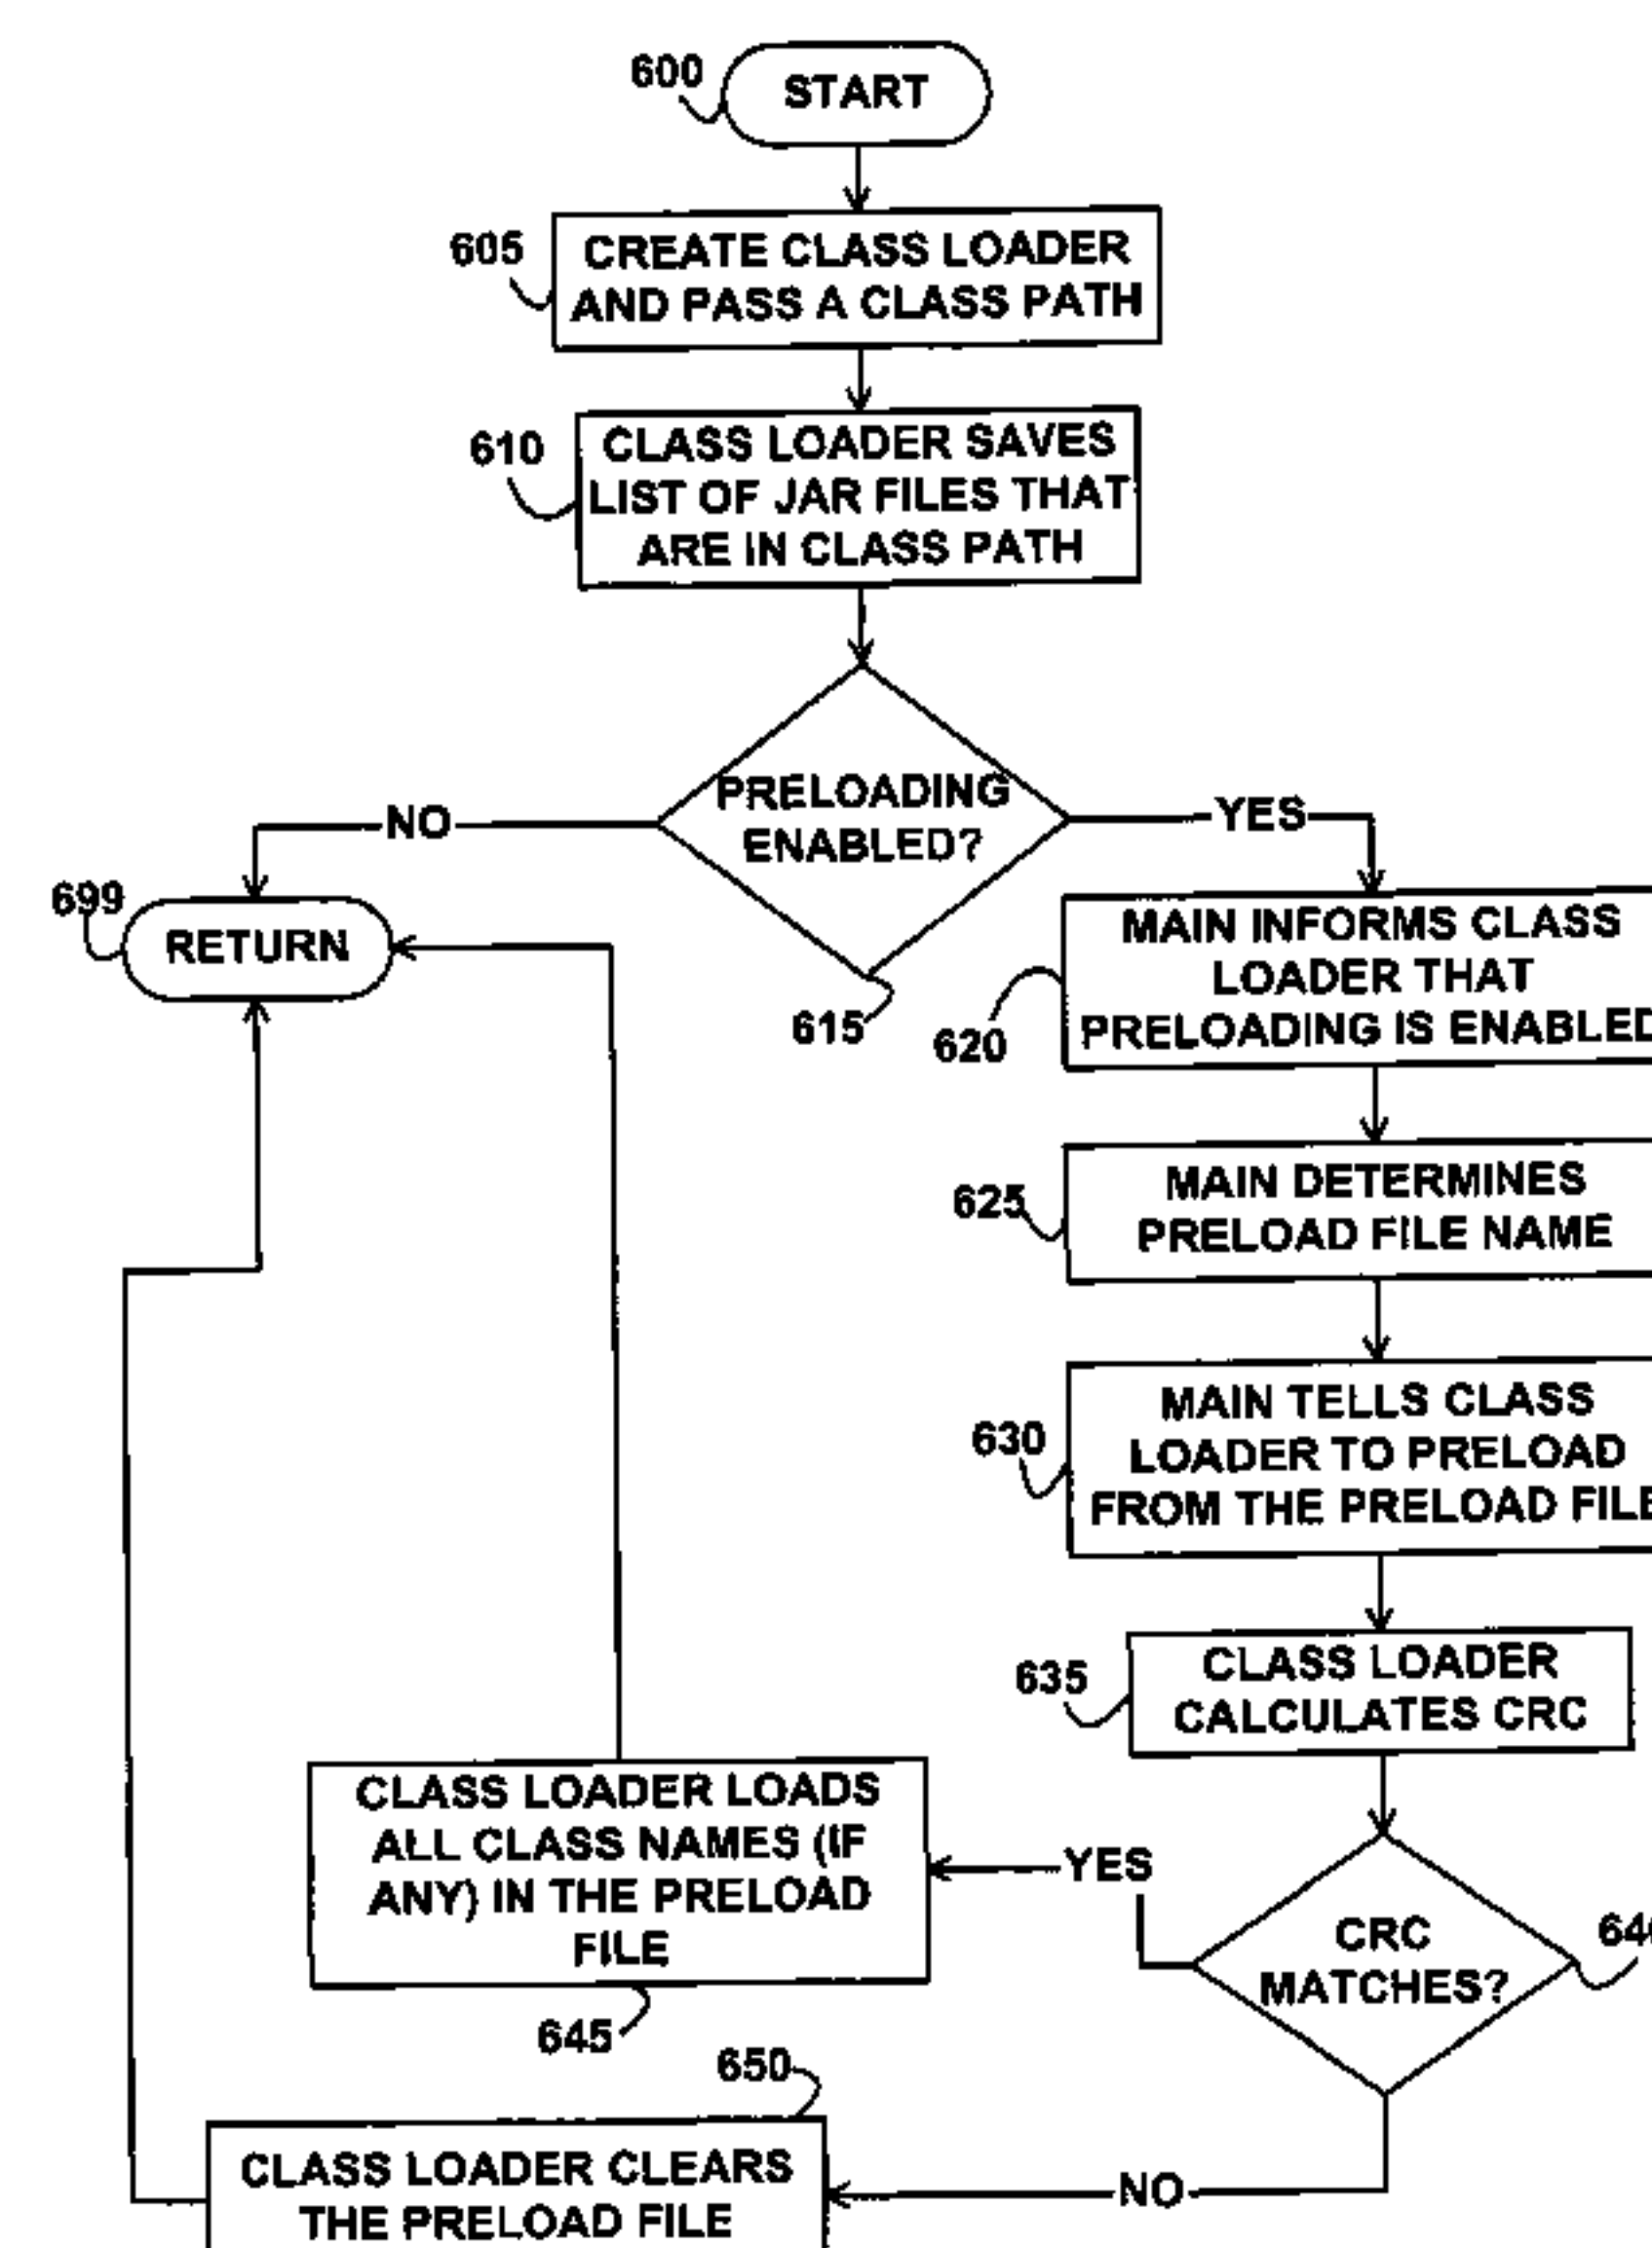 600
START
605
CREATE CLASS LOADER
AND PASS A CLASS PATH
610
CLASS LOADER SAVES
LIST OF JAR FILES THAT
ARE IN CLASS PATH
PRELOADING
ENABLED?
NO
YES
699
RETURN
615
620
MAIN INFORMS CLASS
LOADER THAT
PRELOADING IS ENABLED
625
MAIN DETERMINES
PRELOAD FILE NAME
630
MAIN TELLS CLASS
LOADER TO PRELOAD
FROM THE PRELOAD FILE
635
CLASS LOADER
CALCULATES CRC
CLASS LOADER LOADS
ALL CLASS NAMES (IF
ANY) IN THE PRELOAD
FILE
YES
CRC
MATCHES?
645
650
CLASS LOADER CLEARS
THE PRELOAD FILE
NO